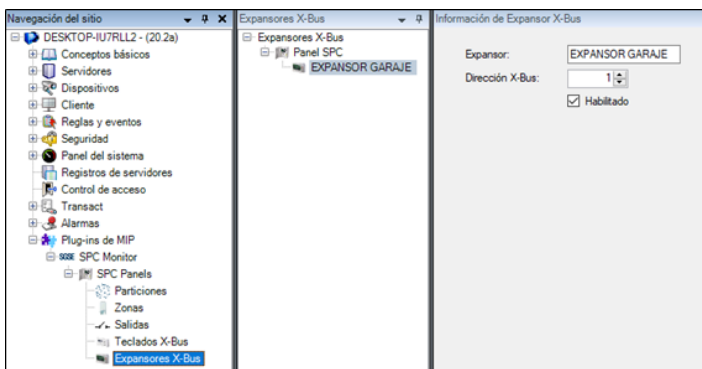 Navegación del sitio
DESKTOP-IU7RLL2 - (20.2a)
Conceptos básicos
Servidores
Dispositivos
Cliente
Reglas y eventos
Seguridad
Panel del sistema
Registros de servidores
Control de acceso
Transact
Alarmas
Plug-ins de MIP
SPC Monitor
SPC Panels
Particiones
Zonas
Salidas
Teclados X-Bus
Expansores X-Bus
Expansores X-Bus
Expansores X-Bus
Panel SPC
EXPANSOR GARAJE
Información de Expansor X-Bus
Expansor: EXPANSOR GARAJE
Dirección X-Bus: 1
Habilitado